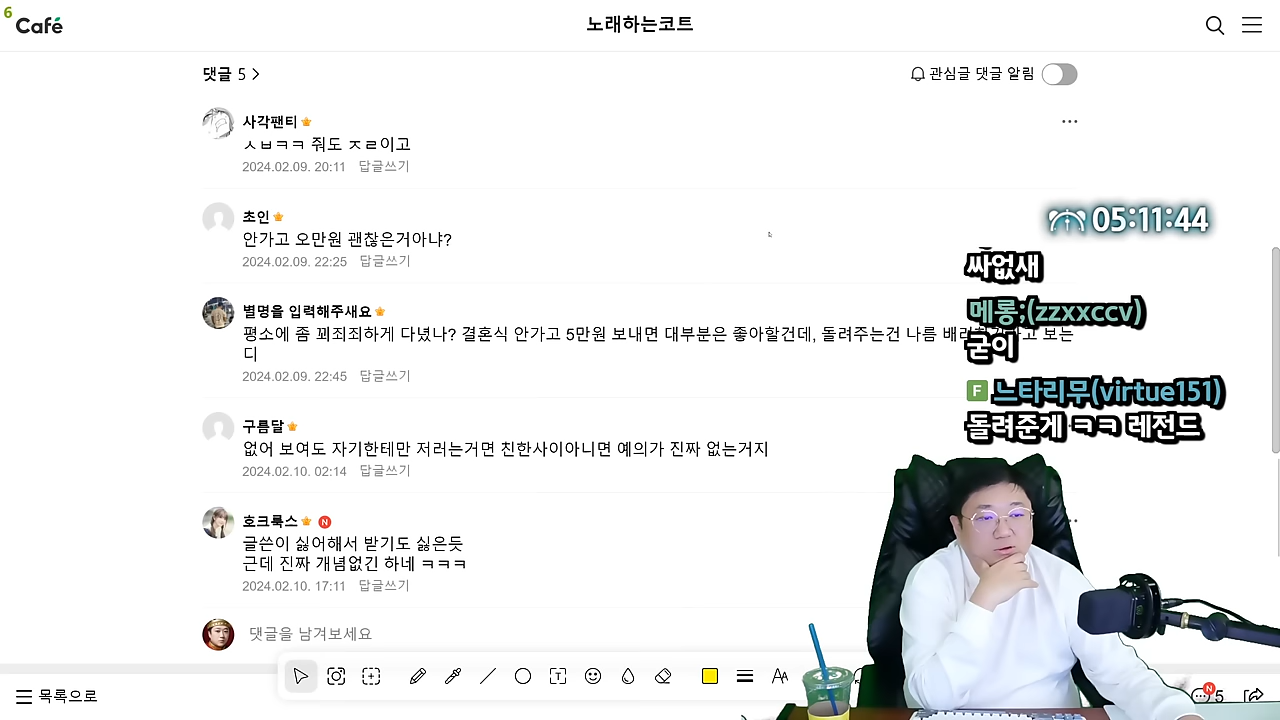 6
Café
노래하는코트
댓글 5
관심글 댓글 알림
사각팬티
ㅅㅂㅋㅋ 줘도 ㅈㄹ이고
2024.02.09. 20:11 답글쓰기
05:11:44
초인
안가고 오만원 괜찮은거아냐?
2024.02.09. 22:25 답글쓰기
싸없새
메롱;(zzxxccv)
굳이
별명을 입력해주새요
평소에 좀 꾀죄죄하게 다녔나? 결혼식 안가고 5만원 보내면 대부분은 좋아할건데, 돌려주는건 나름 보는
디
2024.02.09. 22:45 답글쓰기
F 느타리무(virtue151)
돌려준게 ㅋㅋ 레전드
구름달
없어 보여도 자기한테만 저러는거면 친한사이아니면 예의가 진짜 없는거지
2024.02.10. 02:14 답글쓰기
호크룩스 N
글쓴이 싫어해서 받기도 싫은듯
근데 진짜 개념없긴 하네 ㅋㅋㅋ
2024.02.10. 17:11 답글쓰기
댓글을 남겨보세요
목록으로
N
5